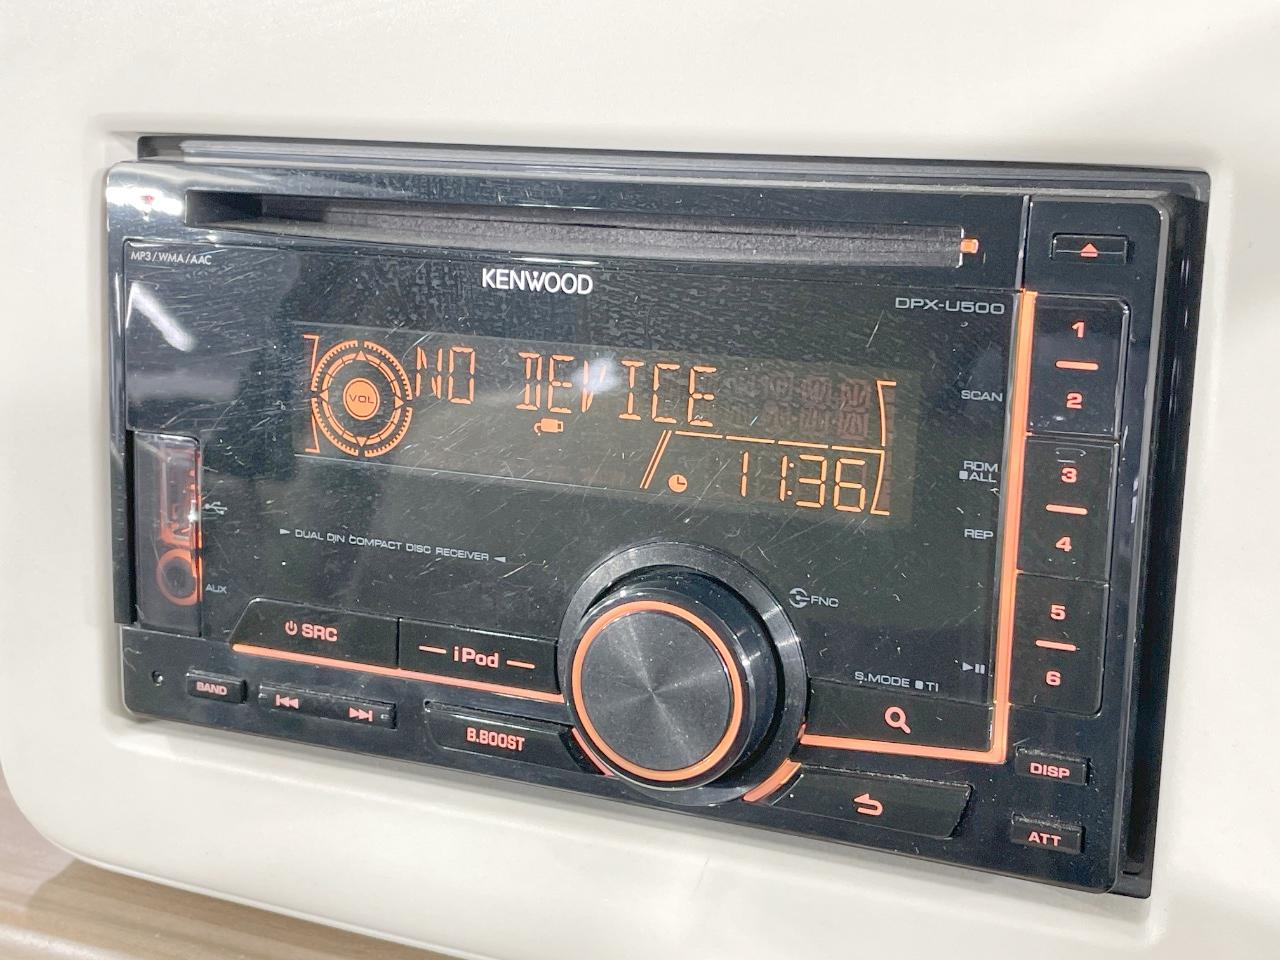 MP3/WMA/AAC
KENWOOD
DPX-U500
VOL
NO DEVICE
11:36
1
2
SCAN
3
RDM
ALL
4
REP
5
6
AUX
DUAL DIN COMPACT DISC RECEIVER
FNC
SRC
iPod
S.MODE TI
BAND
B.BOOST
DISP
ATT